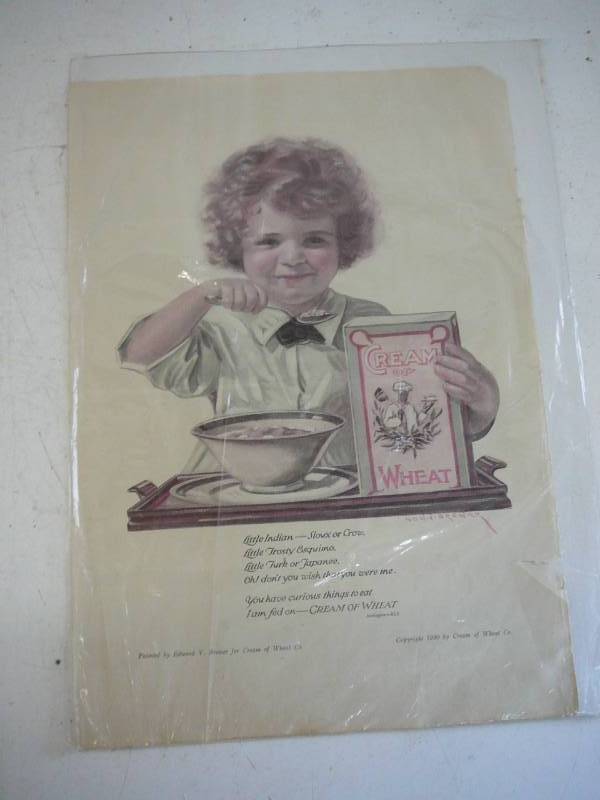 CREAM
OF
WHEAT
EDW.V.BREWER
Little Indian — Sioux or Crow,
Little Frosty Esquimo,
Little Turk or Japanee,
Oh! don't you wish that you were me.
You have curious things to eat
I am fed on — CREAM OF WHEAT
Painted by Edward V. Brewer for Cream of Wheat Co.
Copyright by Cream of Wheat Co.